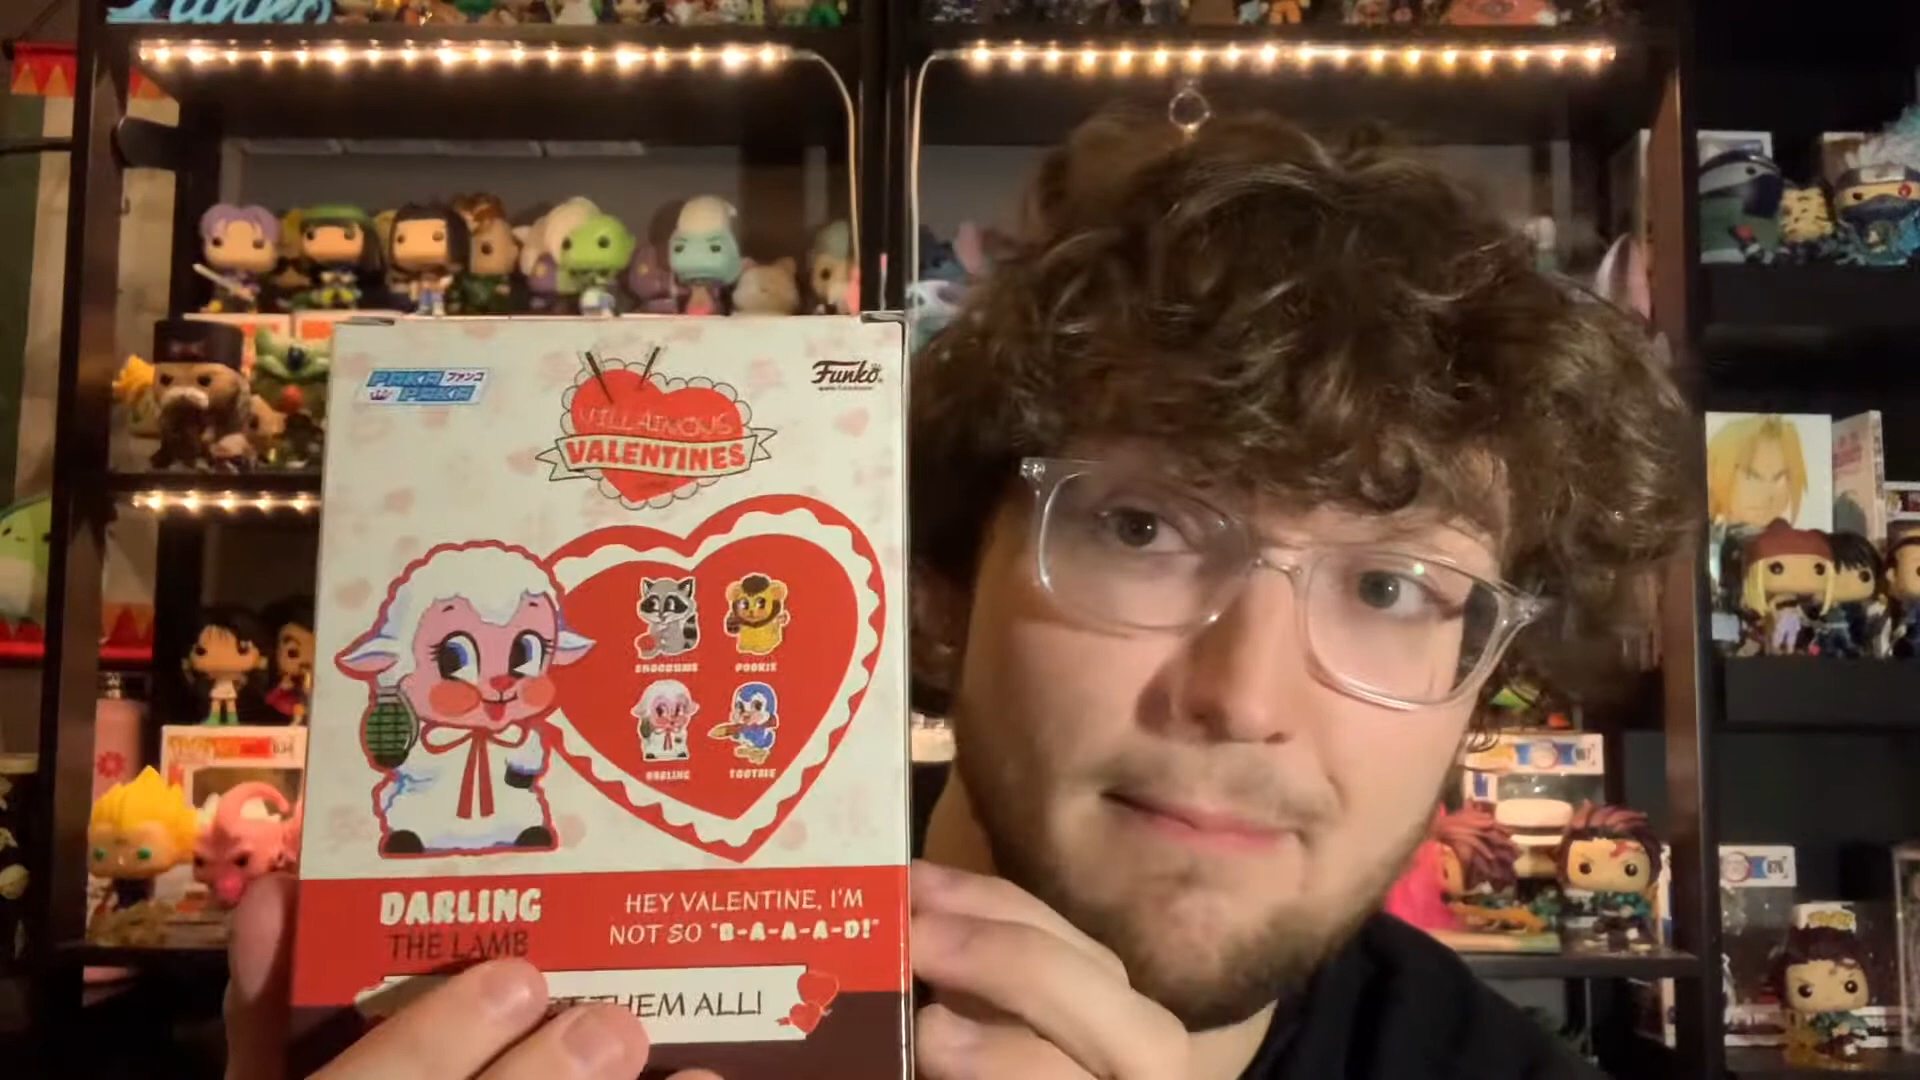 Funko
PAKA ファンコ
PAKA
Funko
VILLAINOUS
VALENTINES
SNOOKUMS
POOKIE
DARLING
TOOTSIE
DARLING
THE LAMB
HEY VALENTINE, I'M
NOT SO "B-A-A-A-D!"
THEM ALL!